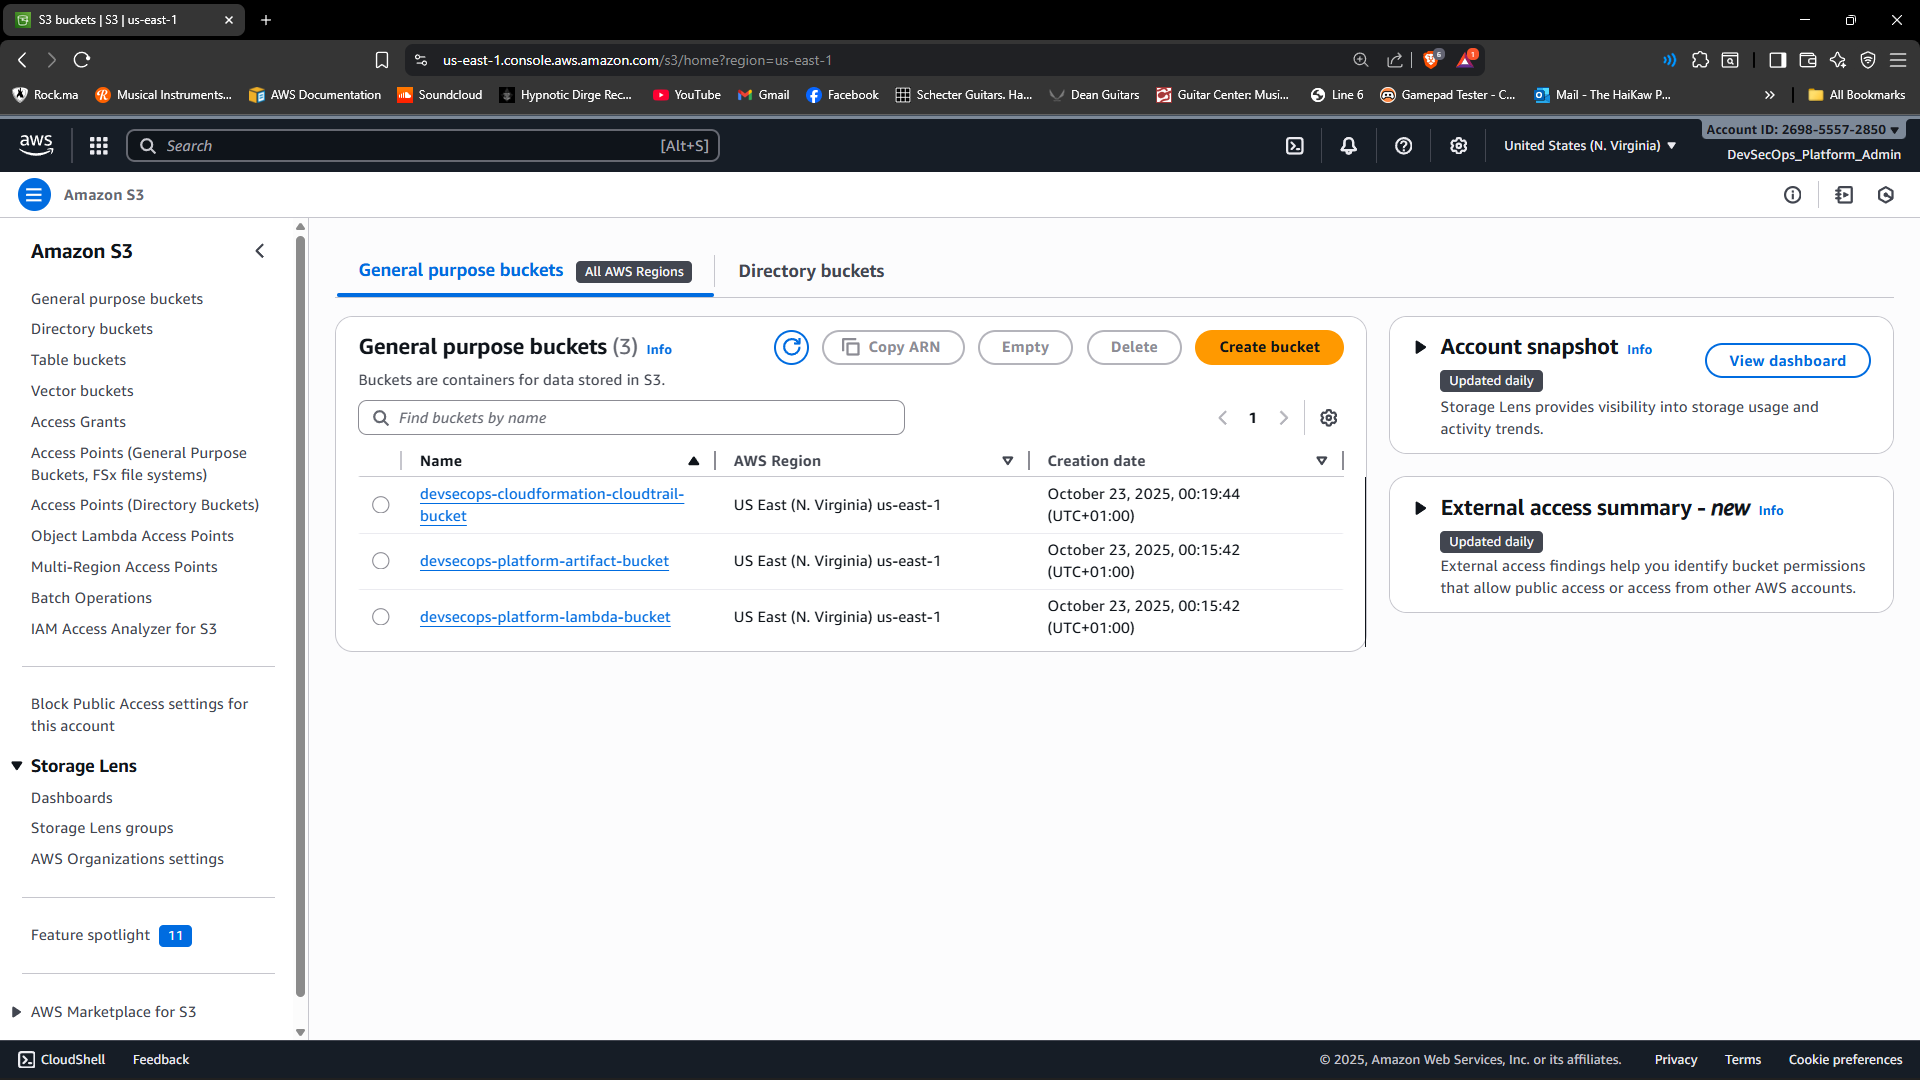 S3 buckets | S3 | us-east-1
us-east-1.console.aws.amazon.com/s3/home?region=us-east-1
6
1
Rock.ma
Musical Instruments...
AWS Documentation
Soundcloud
Hypnotic Dirge Rec...
YouTube
Gmail
Facebook
Schecter Guitars. Ha...
Dean Guitars
Guitar Center: Musi...
Line 6
Gamepad Tester - C...
Mail - The HaiKaw P...
All Bookmarks
aws
Search
[Alt+S]
United States (N. Virginia)
Account ID: 2698-5557-2850
DevSecOps_Platform_Admin
Amazon S3
Amazon S3
General purpose buckets
Directory buckets
Table buckets
Vector buckets
Access Grants
Access Points (General Purpose
Buckets, FSx file systems)
Access Points (Directory Buckets)
Object Lambda Access Points
Multi-Region Access Points
Batch Operations
IAM Access Analyzer for S3
Block Public Access settings for
this account
Storage Lens
Dashboards
Storage Lens groups
AWS Organizations settings
Feature spotlight 11
AWS Marketplace for S3
General purpose buckets All AWS Regions
Directory buckets
General purpose buckets (3) Info
Copy ARN
Empty
Delete
Create bucket
Buckets are containers for data stored in S3.
Find buckets by name
1
Name
AWS Region
Creation date
devsecops-cloudformation-cloudtrail-
bucket
US East (N. Virginia) us-east-1
October 23, 2025, 00:19:44
(UTC+01:00)
devsecops-platform-artifact-bucket
US East (N. Virginia) us-east-1
October 23, 2025, 00:15:42
(UTC+01:00)
devsecops-platform-lambda-bucket
US East (N. Virginia) us-east-1
October 23, 2025, 00:15:42
(UTC+01:00)
Account snapshot Info
View dashboard
Updated daily
Storage Lens provides visibility into storage usage and
activity trends.
External access summary - new Info
Updated daily
External access findings help you identify bucket permissions
that allow public access or access from other AWS accounts.
CloudShell
Feedback
© 2025, Amazon Web Services, Inc. or its affiliates.
Privacy
Terms
Cookie preferences